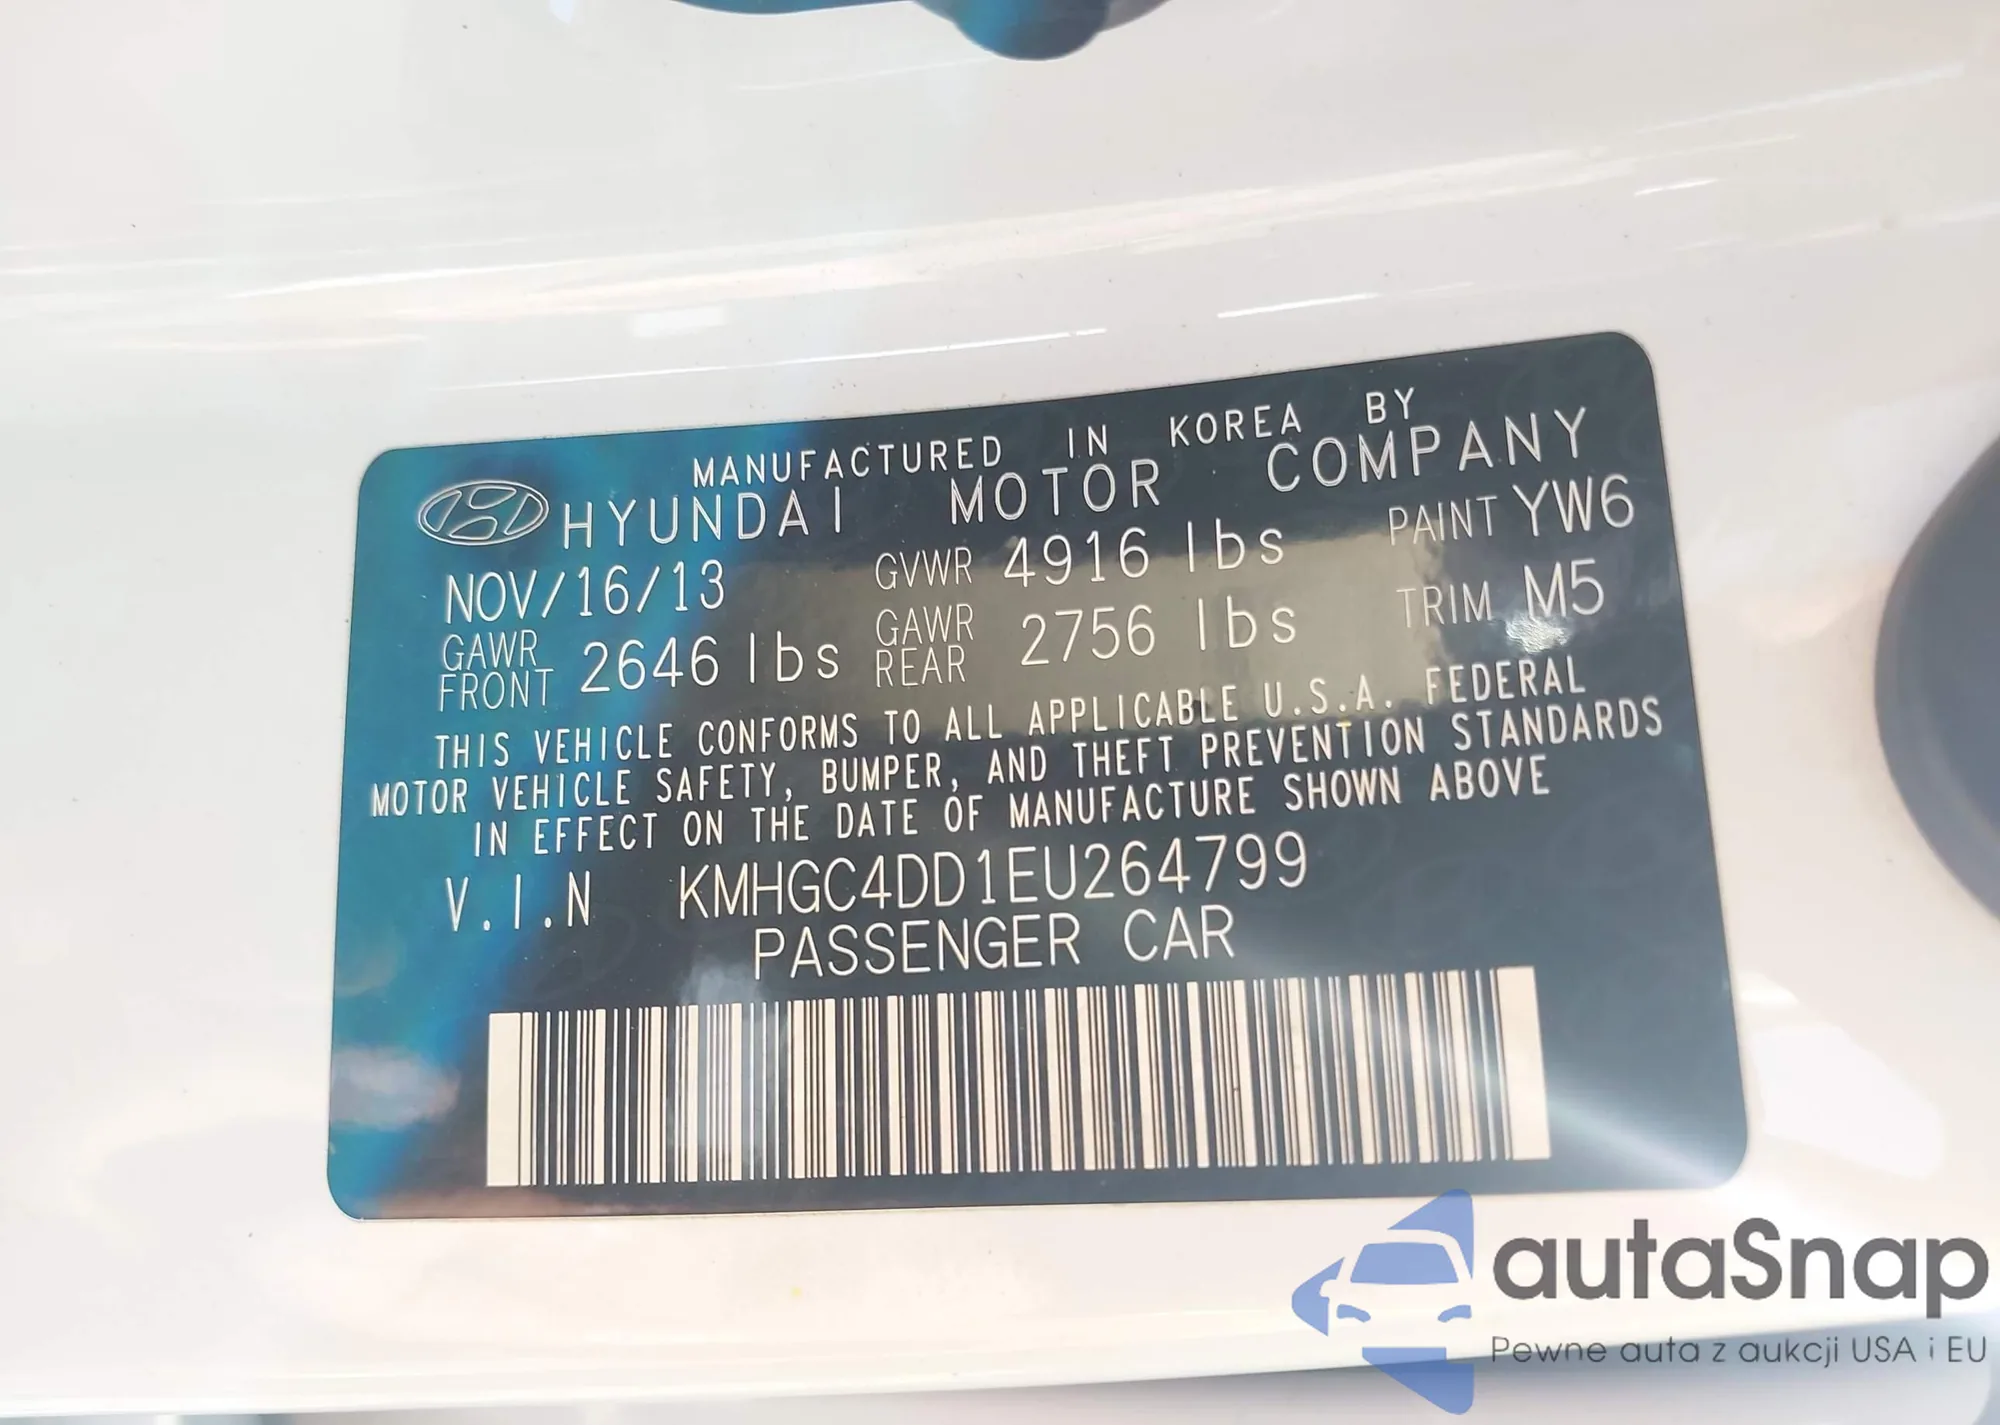 MANUFACTURED IN KOREA BY
HYUNDAI MOTOR COMPANY
NOV/16/13 GVWR 4916 lbs PAINT YW6
GAWR FRONT 2646 lbs GAWR REAR 2756 lbs TRIM M5
THIS VEHICLE CONFORMS TO ALL APPLICABLE U.S.A. FEDERAL
MOTOR VEHICLE SAFETY, BUMPER, AND THEFT PREVENTION STANDARDS
IN EFFECT ON THE DATE OF MANUFACTURE SHOWN ABOVE
V.I.N KMHGC4DD1EU264799
PASSENGER CAR
autaSnap
Pewne auta z aukcji USA i EU